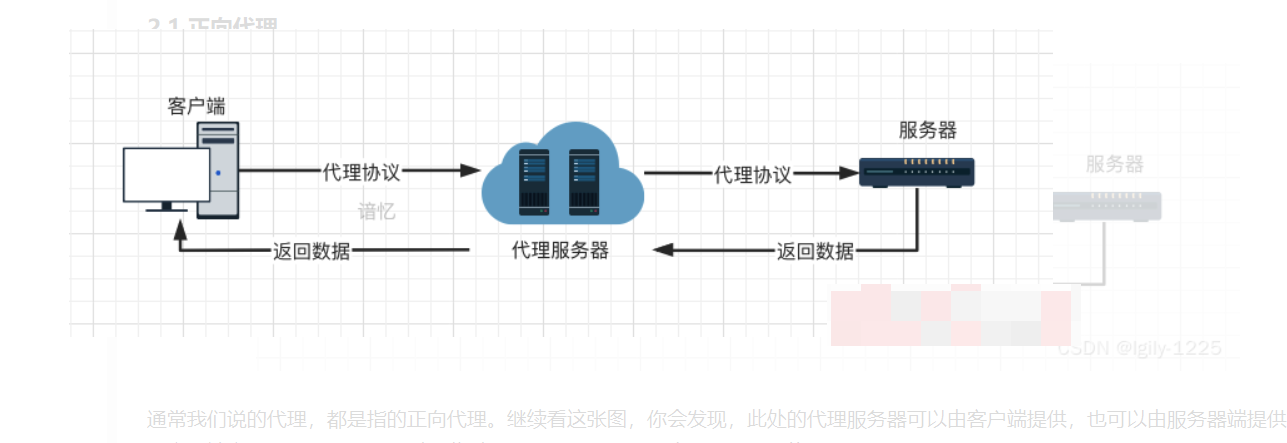 2.1 正向代理
客户端
服务器
服务器
代理协议
代理协议
谙忆
返回数据
代理服务器
返回数据
CSDN @lgily-1225
通常我们说的代理，都是指的正向代理。继续看这张图，你会发现，此处的代理服务器可以由客户端提供，也可以由服务器端提供